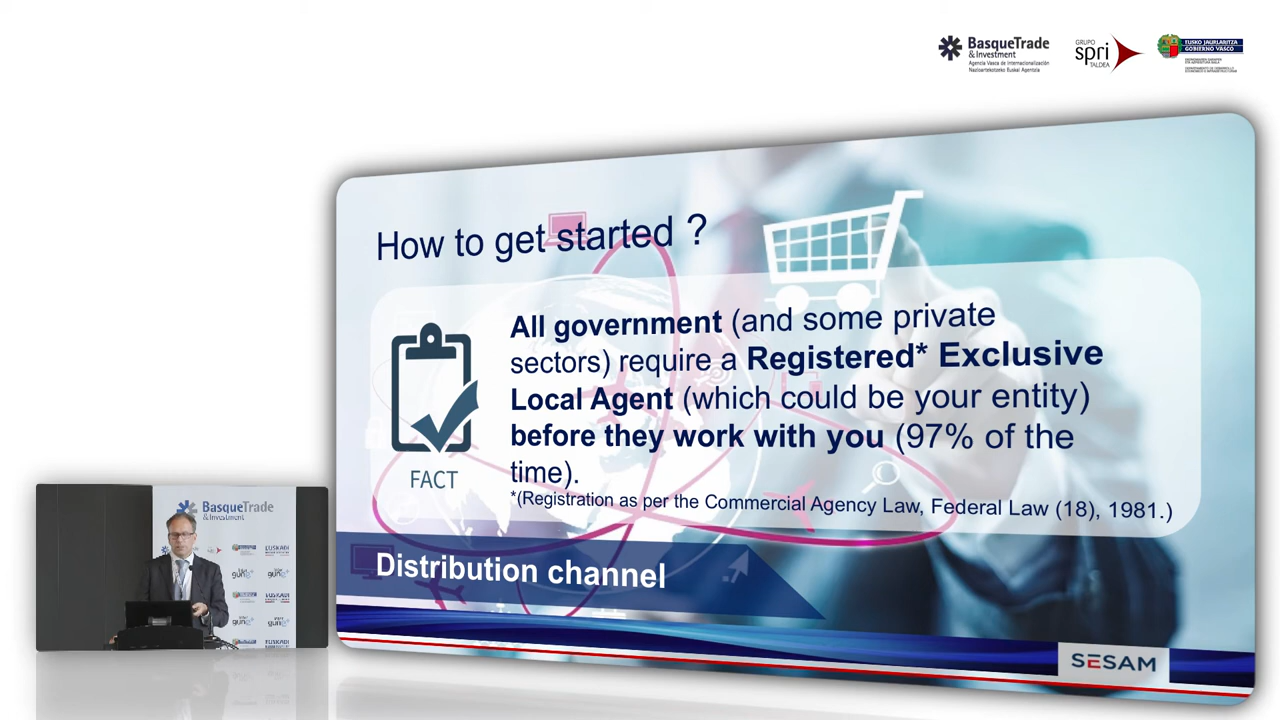 BasqueTrade
& Investment
Agencia Vasca de Internacionalización
Nazioartekotzeko Euskal Agentzia
GRUPO
spri
TALDEA
EUSKO JAURLARITZA
GOBIERNO VASCO
How to get started ?
All government (and some private
sectors) require a Registered* Exclusive
Local Agent (which could be your entity)
before they work with you (97% of the
time).
*(Registration as per the Commercial Agency Law, Federal Law (18), 1981.)
FACT
Distribution channel
SESAM
BasqueTrade
& Investment
EUSKADI
EUSKADI
EUSKADI